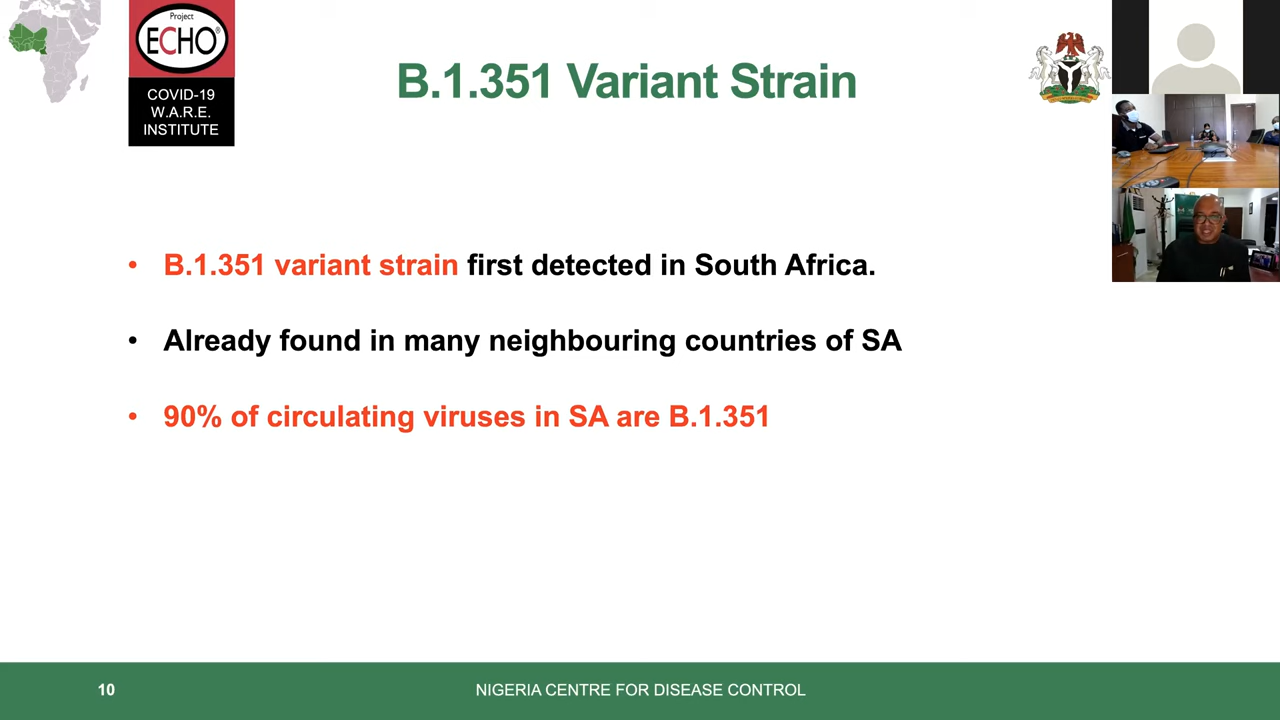 Project
ECHO®
COVID-19
W.A.R.E.
INSTITUTE
B.1.351 Variant Strain
• B.1.351 variant strain first detected in South Africa.
• Already found in many neighbouring countries of SA
• 90% of circulating viruses in SA are B.1.351
10
NIGERIA CENTRE FOR DISEASE CONTROL